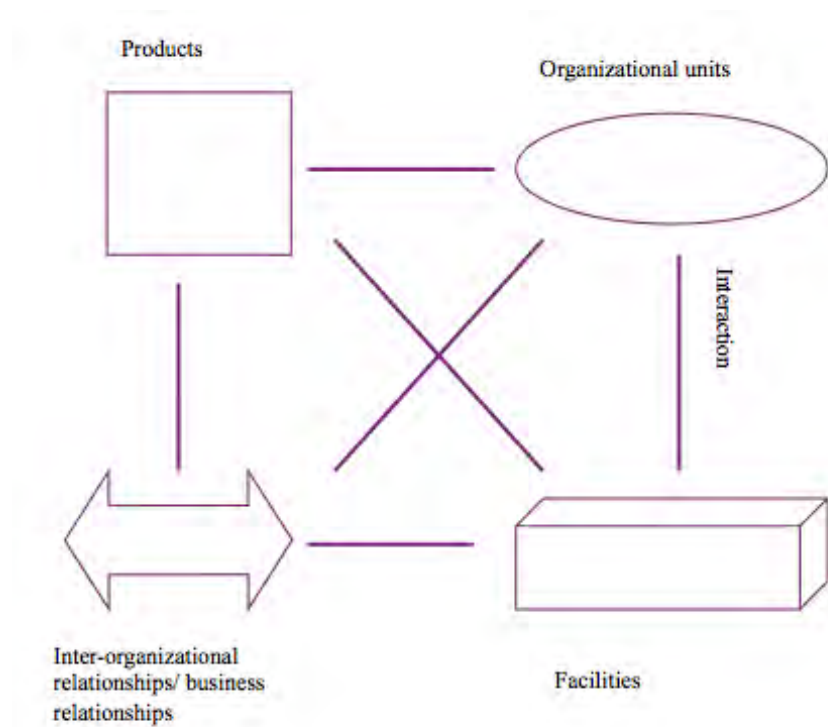 Products
Organizational units
Interaction
Inter-organizational
relationships/ business
relationships
Facilities